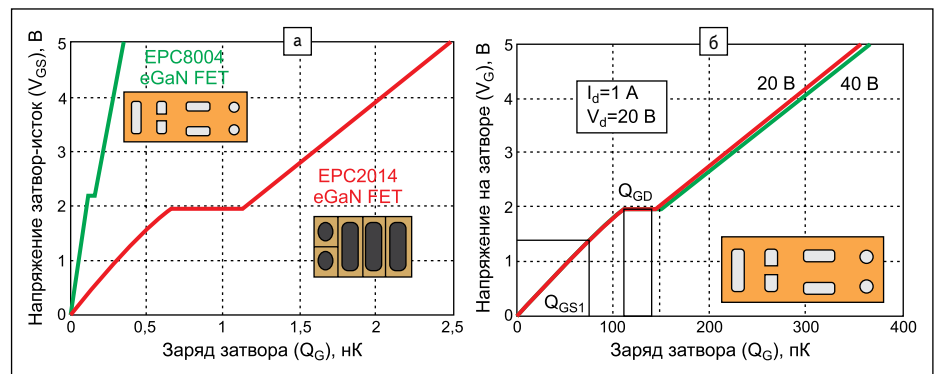 а
Напряжение затвор-исток (V_GS), В
5
4
3
2
1
0
EPC8004
eGaN FET
EPC2014
eGaN FET
0
0,5
1
1,5
2
2,5
Заряд затвора (Q_G), нК
б
Напряжение на затворе (V_G), В
5
4
3
2
1
0
I_d=1 А
V_d=20 В
20 В
40 В
Q_GD
Q_GS1
0
100
200
300
400
Заряд затвора (Q_G), пК